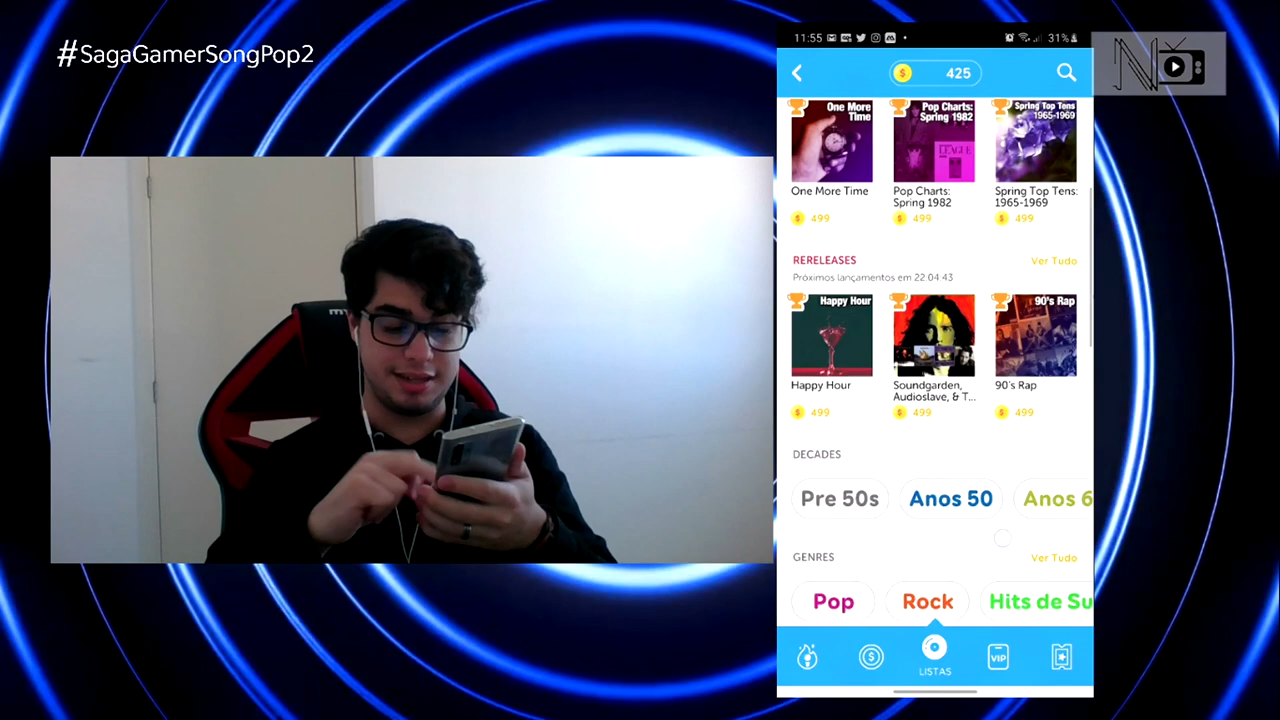 #SagaGamerSongPop2
11:55
31%
425
One More
Time
Pop Charts:
Spring 1982
Spring Top Tens
1965-1969
LEAGUE
One More Time
Pop Charts:
Spring 1982
Spring Top Tens:
1965-1969
499
499
499
RERELEASES
Ver Tudo
Próximos lançamentos em 22:04:43
Happy Hour
90's Rap
Happy Hour
Soundgarden,
Audioslave, & T...
90's Rap
499
499
499
DECADES
Pre 50s
Anos 50
Anos 6
GENRES
Ver Tudo
Pop
Rock
Hits de Su
VIP
LISTAS